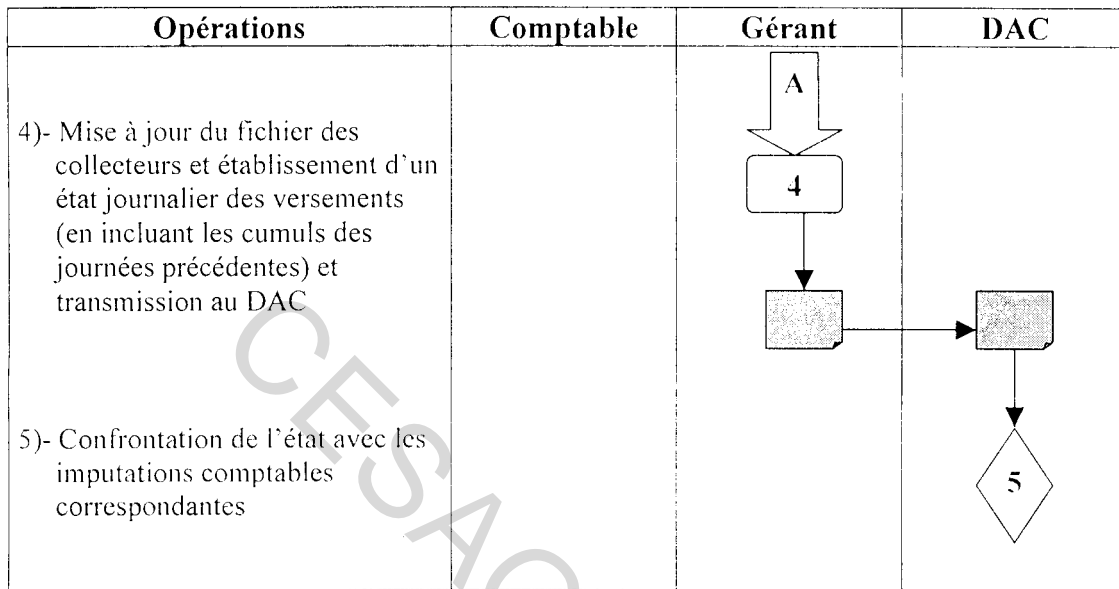 Opérations Comptable Gérant DAC
A
4)- Mise à jour du fichier des
collecteurs et établissement d'un
état journalier des versements
(en incluant les cumuls des
journées précédentes) et
transmission au DAC
4
5)- Confrontation de l'état avec les
imputations comptables
correspondantes
5
CESAG